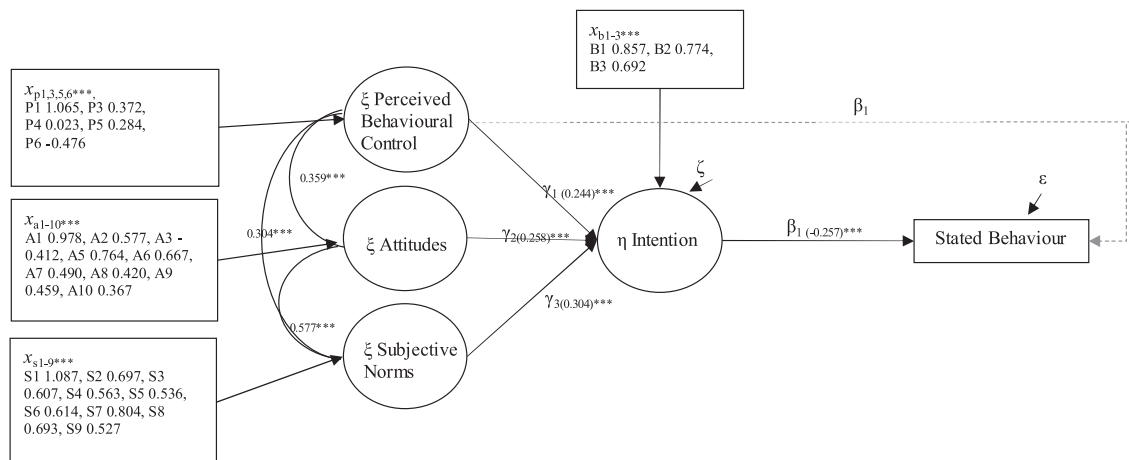 x_p1,3,5,6***,
P1 1.065, P3 0.372,
P4 0.023, P5 0.284,
P6 -0.476
x_a1-10***
A1 0.978, A2 0.577, A3 -
0.412, A5 0.764, A6 0.667,
A7 0.490, A8 0.420, A9
0.459, A10 0.367
x_s1-9***
S1 1.087, S2 0.697, S3
0.607, S4 0.563, S5 0.536,
S6 0.614, S7 0.804, S8
0.693, S9 0.527
0.359***
0.304***
0.577***
ξ Perceived
Behavioural
Control
ξ Attitudes
ξ Subjective
Norms
γ1 (0.244)***
γ2(0.258)***
γ3(0.304)***
x_b1-3***
B1 0.857, B2 0.774,
B3 0.692
ζ
η Intention
β1
β1 (-0.257)***
ε
Stated Behaviour